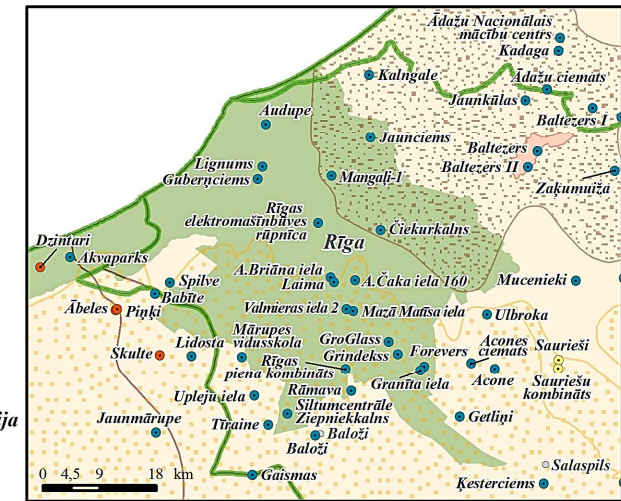 Ādažu Nacionālais
mācību centrs
Kadaga
Kalngale
Ādažu ciemats
Jaunkūlas
Baltezers I
Audupe
Jaunciems
Baltezers
Baltezers II
Lignums
Guberņciems
Mangaļi-1
Zaķumuiža
Rīgas
elektromašīnbūves
rūpnīca
Čiekurkalns
Rīga
Dzintari
Akvaparks
A.Briāna iela
Laima
A.Čaka iela 160
Mucenieki
Spilve
Babīte
Ābeles
Piņķi
Valmieras iela 2
Mazā Matīsa iela
Ulbroka
Mārupes
vidusskola
Lidosta
Skulte
GroGlass
Grindekss
Forevers
Acones
ciemats
Saurieši
Rīgas
piena kombināts
Granīta iela
Acone
Sauriešu
kombināts
Rāmava
Upleju iela
Siltumcentrāle
Ziepniekkalns
Getliņi
ija
Jaunmārupe
Tīraine
Baloži
Baloži
Salaspils
Gaismas
Ķesterciems
0 4,5 9 18 km